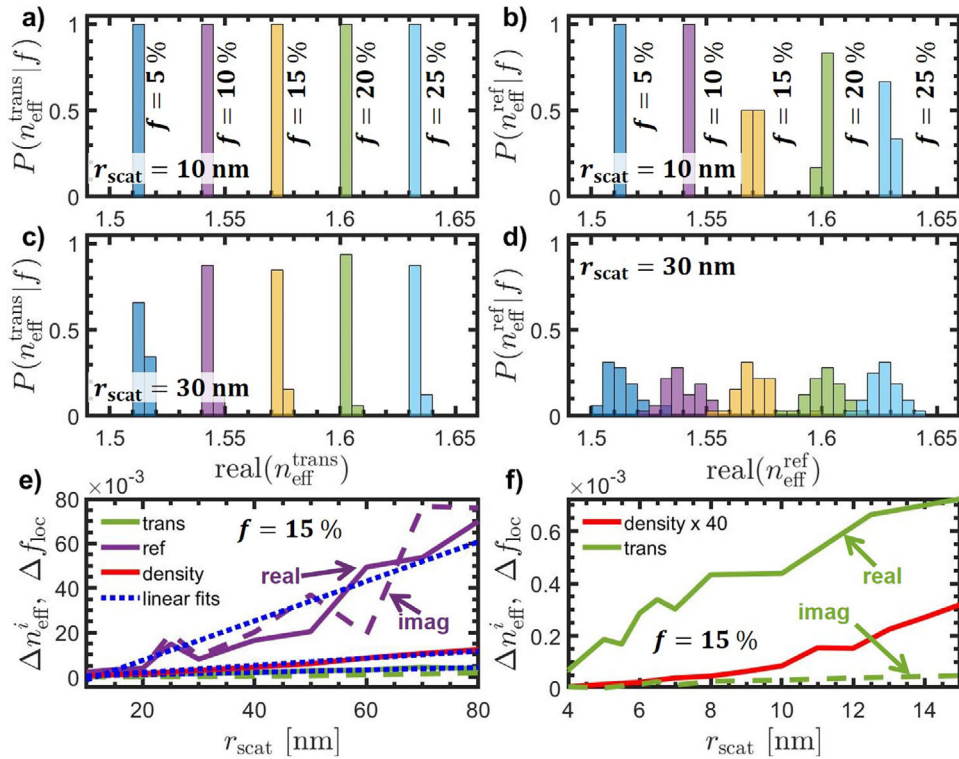 a)
P(n_eff^trans|f)
1
0.5
0
f = 5 %
f = 10 %
f = 15 %
f = 20 %
f = 25 %
r_scat = 10 nm
1.5
1.55
1.6
1.65
b)
P(n_eff^ref|f)
1
0.5
0
f = 5 %
f = 10 %
f = 15 %
f = 20 %
f = 25 %
r_scat = 10 nm
1.5
1.55
1.6
1.65
c)
P(n_eff^trans|f)
1
0.5
0
r_scat = 30 nm
1.5
1.55
1.6
1.65
real(n_eff^trans)
d)
P(n_eff^ref|f)
1
0.5
0
r_scat = 30 nm
1.5
1.55
1.6
1.65
real(n_eff^ref)
e)
×10^-3
Δn_eff^i, Δf_loc
80
60
40
20
0
trans
ref
density
linear fits
f = 15 %
real
imag
20
40
60
80
r_scat [nm]
f)
×10^-3
Δn_eff^i, Δf_loc
0.6
0.4
0.2
0
density x 40
trans
real
imag
f = 15 %
4
6
8
10
12
14
r_scat [nm]